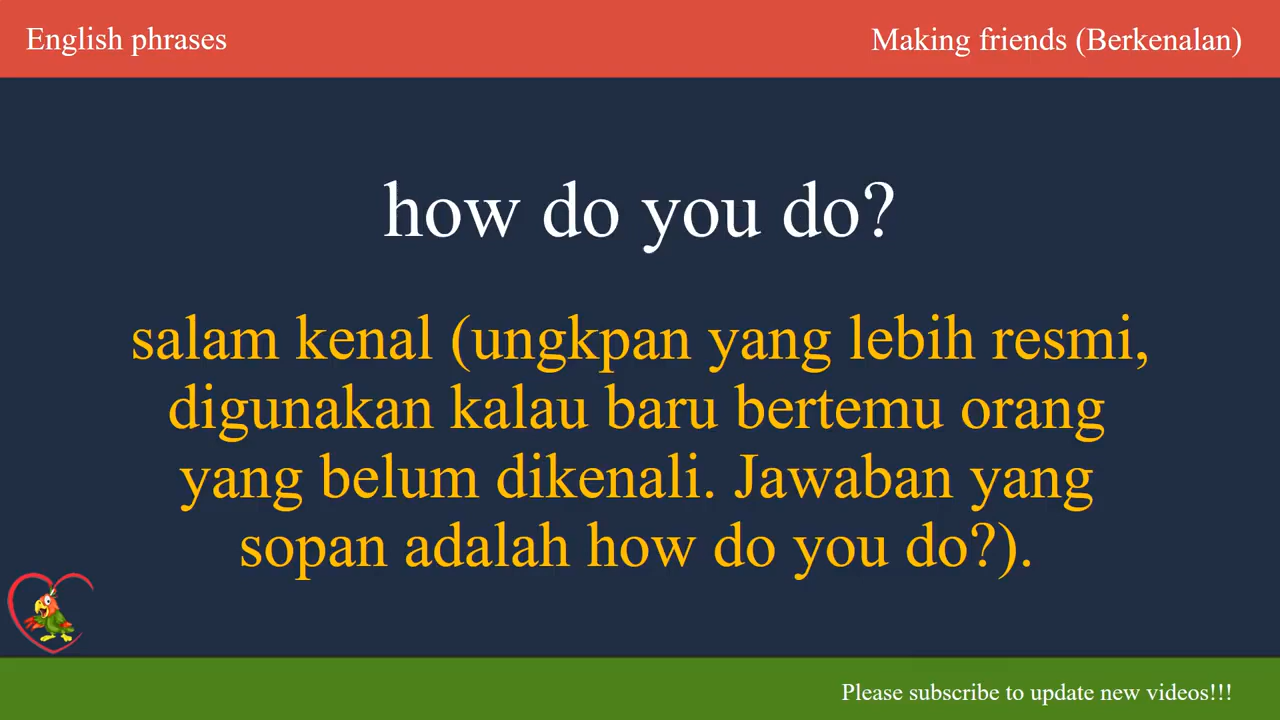 English phrases
Making friends (Berkenalan)
how do you do?
salam kenal (ungkpan yang lebih resmi,
digunakan kalau baru bertemu orang
yang belum dikenali. Jawaban yang
sopan adalah how do you do?).
Please subscribe to update new videos!!!